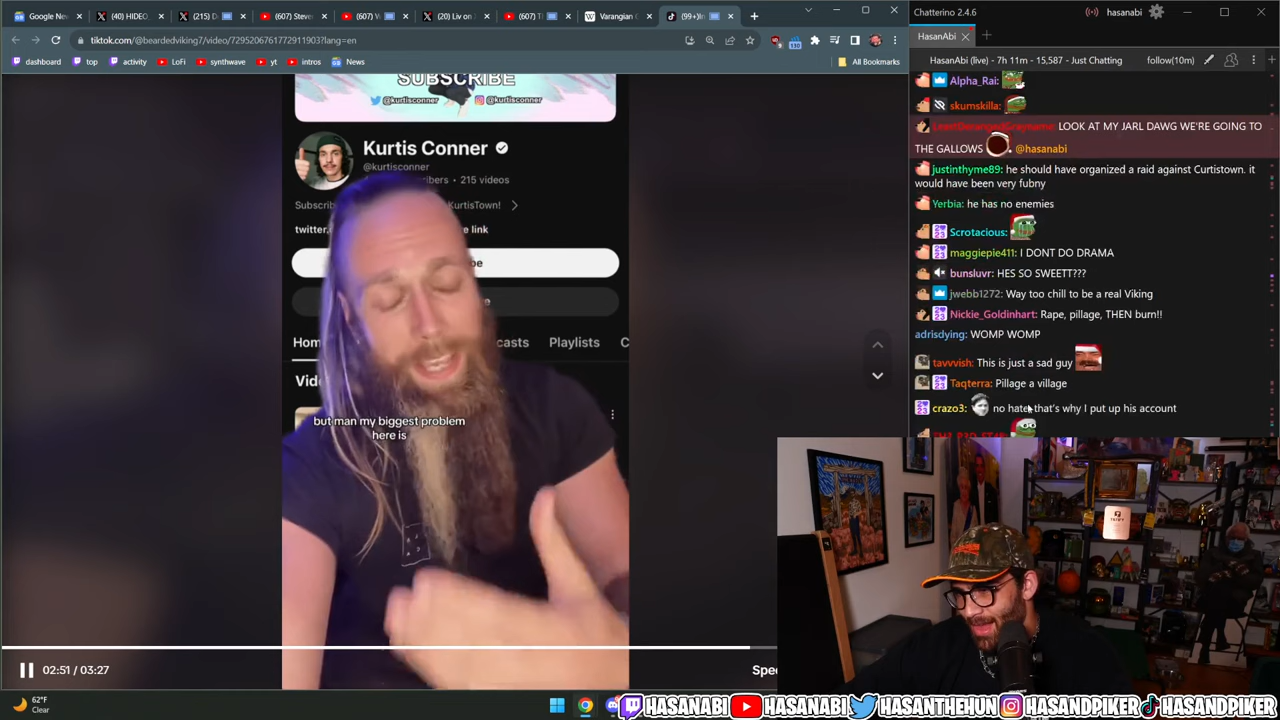 Google Nev
(40) HIDEO_
(215) D
(607) Steve
(607) V
(20) Liv on
(607) T
Varangian G
(99+)
tiktok.com/@beardedviking7/video/7295206761772911903?lang=en
dashboard
top
activity
LoFi
synthwave
yt
intros
News
All Bookmarks
SUBSCRIBE
@kurtisconner
@kurtisconner
Kurtis Conner
@kurtisconner
215 videos
Subscrib
KurtisTown!
twitter,
e link
Hom
casts
Playlists
C
Vid
but man my biggest problem
here is
02:51 / 03:27
Spe
62°F
Clear
Chatterino 2.4.6
hasanabi
HasanAbi
HasanAbi (live) - 7h 11m - 15,587 - Just Chatting
follow(10m)
Alpha_Rai:
skumskilla:
LOOK AT MY JARL DAWG WE'RE GOING TO
THE GALLOWS @hasanabi
justinthyme89: he should have organized a raid against Curtistown. it
would have been very fubny
Yerbia: he has no enemies
Scrotacious:
maggiepie411: I DONT DO DRAMA
bunsluvr: HES SO SWEETT???
jwebb1272: Way too chill to be a real Viking
Nickie_Goldinhart: Rape, pillage, THEN burn!!
adrisdying: WOMP WOMP
tavvvish: This is just a sad guy
Taqterra: Pillage a village
crazo3: no hate that's why I put up his account
HASANABI
HASANABI
HASANTHEHUN
HASANDPIKER
HASANDPIKER